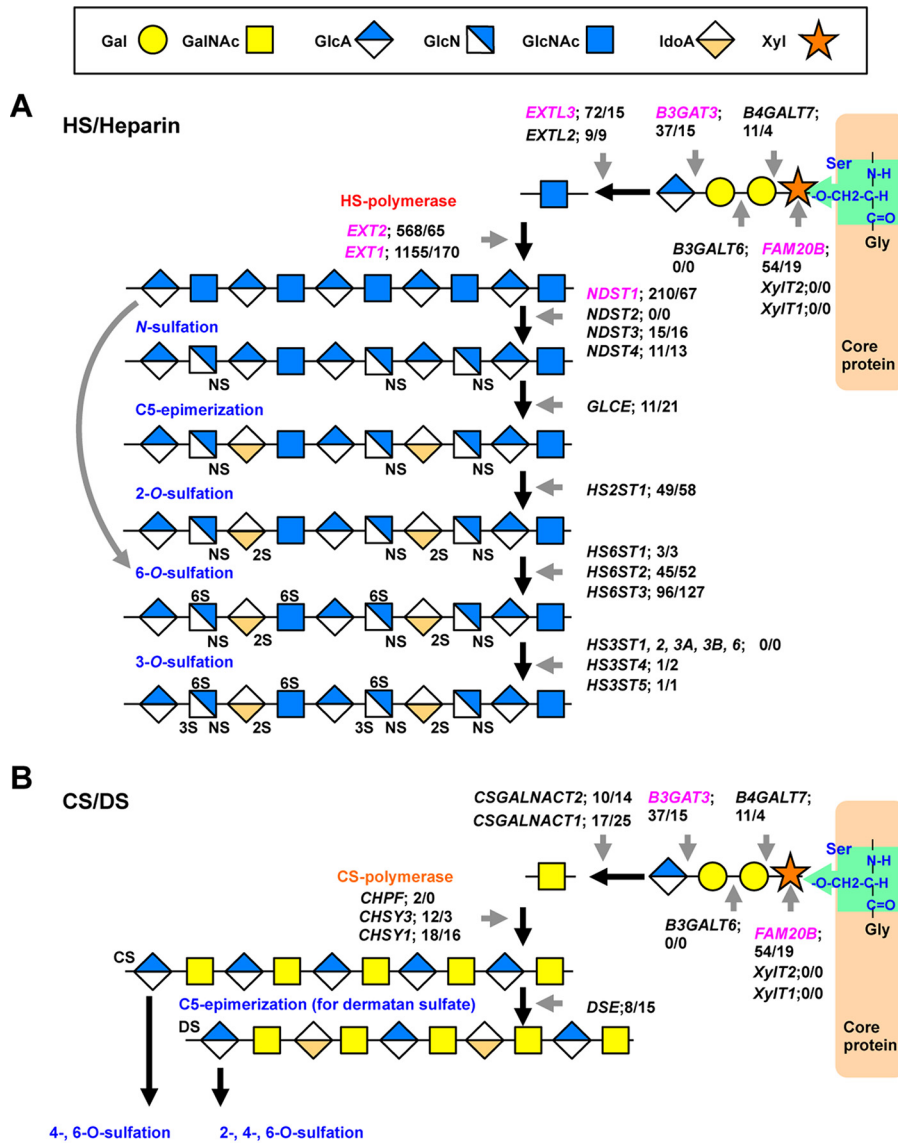 Gal
GalNAc
GlcA
GlcN
GlcNAc
IdoA
Xyl
A
HS/Heparin
EXTL3; 72/15
EXTL2; 9/9
B3GAT3;
37/15
B4GALT7;
11/4
Ser
N-H
-O-CH2-C-H
C=O
Gly
B3GALT6;
0/0
FAM20B;
54/19
XylT2;0/0
XylT1;0/0
Core
protein
HS-polymerase
EXT2; 568/65
EXT1; 1155/170
NDST1; 210/67
NDST2; 0/0
NDST3; 15/16
NDST4; 11/13
N-sulfation
NS NS NS
C5-epimerization
GLCE; 11/21
NS NS NS
2-O-sulfation
HS2ST1; 49/58
NS 2S NS 2S NS
6-O-sulfation
HS6ST1; 3/3
HS6ST2; 45/52
HS6ST3; 96/127
6S 6S 6S
NS 2S NS 2S NS
3-O-sulfation
HS3ST1, 2, 3A, 3B, 6; 0/0
HS3ST4; 1/2
HS3ST5; 1/1
6S 6S 6S
3S NS 2S 3S NS 2S NS
B
CS/DS
CSGALNACT2; 10/14
CSGALNACT1; 17/25
B3GAT3;
37/15
B4GALT7;
11/4
Ser
N-H
-O-CH2-C-H
C=O
Gly
B3GALT6;
0/0
FAM20B;
54/19
XylT2;0/0
XylT1;0/0
Core
protein
CS-polymerase
CHPF; 2/0
CHSY3; 12/3
CHSY1; 18/16
CS
C5-epimerization (for dermatan sulfate)
DSE;8/15
DS
4-, 6-O-sulfation
2-, 4-, 6-O-sulfation